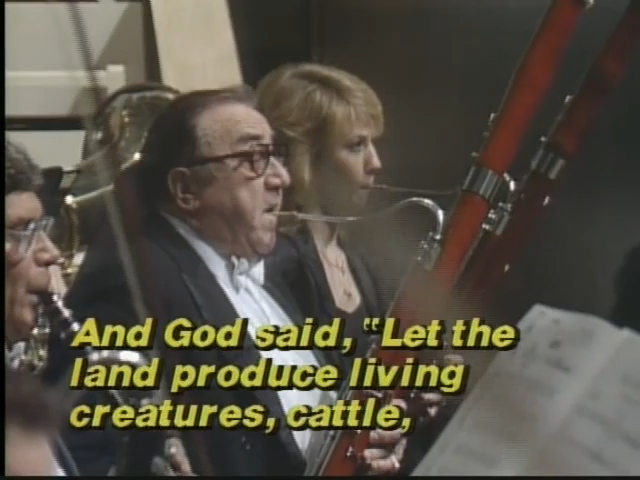 And God said, “Let the
land produce living
creatures, cattle,